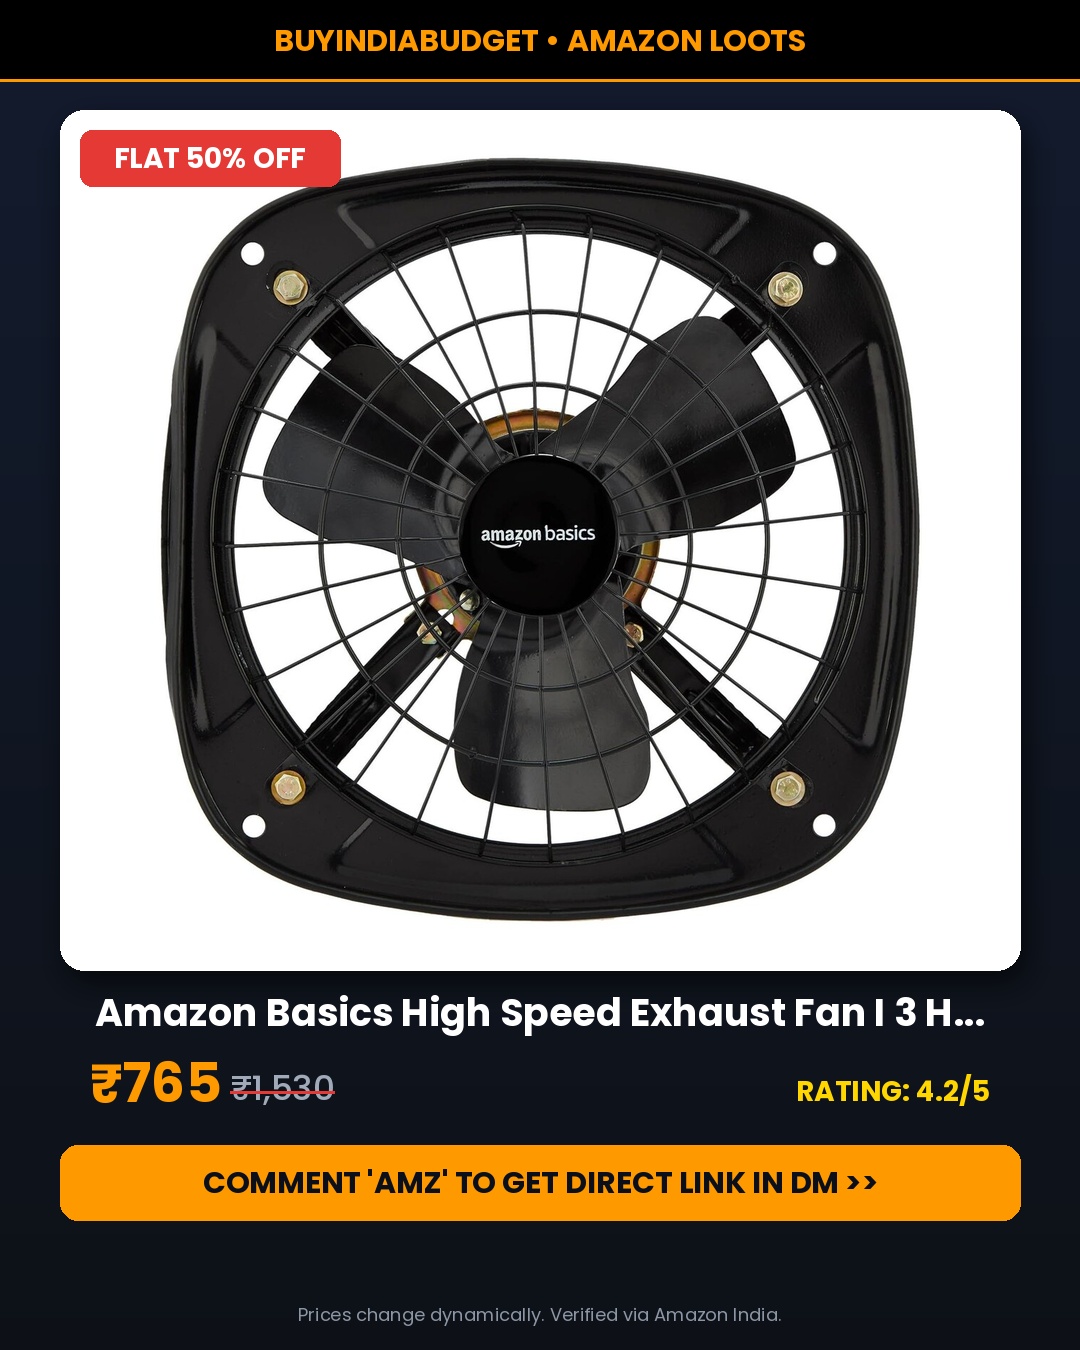 BUYINDIABUDGET • AMAZON LOOTS
FLAT 50% OFF
amazon basics
Amazon Basics High Speed Exhaust Fan I 3 H...
₹765 ₹1,530
RATING: 4.2/5
COMMENT 'AMZ' TO GET DIRECT LINK IN DM >>
Prices change dynamically. Verified via Amazon India.